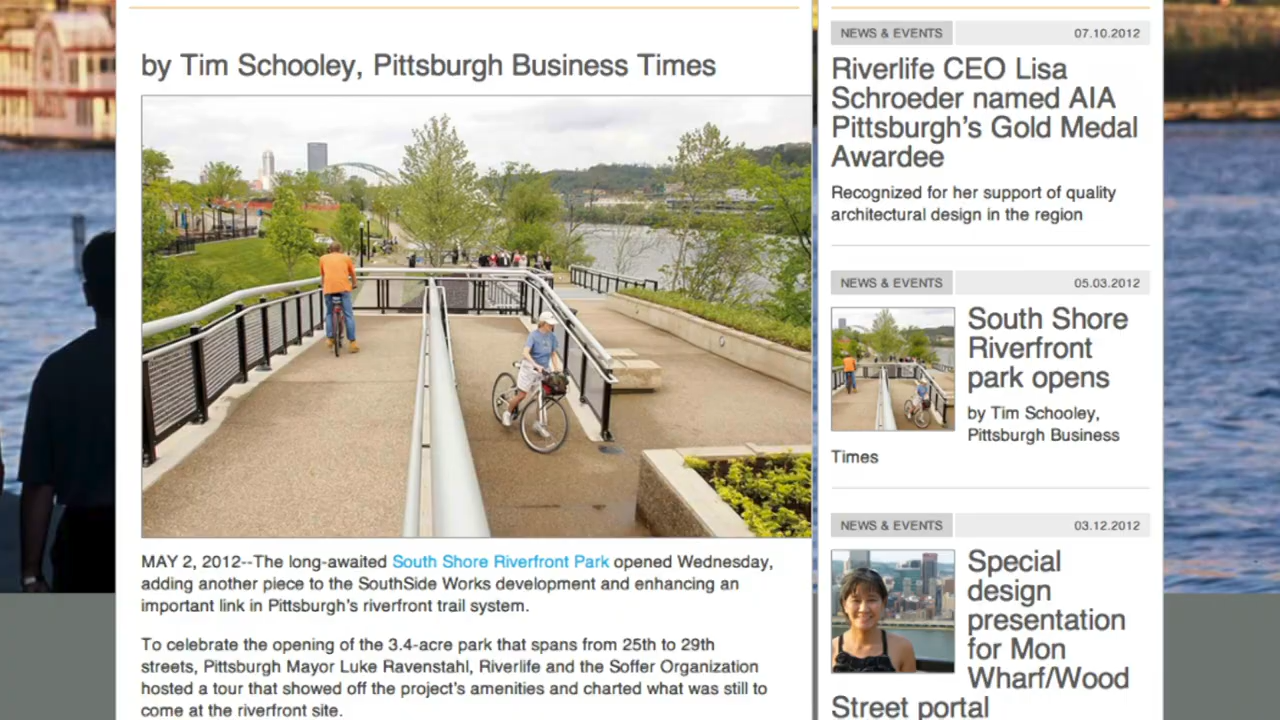 by Tim Schooley, Pittsburgh Business Times
MAY 2, 2012--The long-awaited South Shore Riverfront Park opened Wednesday,
adding another piece to the SouthSide Works development and enhancing an
important link in Pittsburgh's riverfront trail system.
To celebrate the opening of the 3.4-acre park that spans from 25th to 29th
streets, Pittsburgh Mayor Luke Ravenstahl, Riverlife and the Soffer Organization
hosted a tour that showed off the project's amenities and charted what was still to
come at the riverfront site.
NEWS & EVENTS 07.10.2012
Riverlife CEO Lisa
Schroeder named AIA
Pittsburgh's Gold Medal
Awardee
Recognized for her support of quality
architectural design in the region
NEWS & EVENTS 05.03.2012
South Shore
Riverfront
park opens
by Tim Schooley,
Pittsburgh Business
Times
NEWS & EVENTS 03.12.2012
Special
design
presentation
for Mon
Wharf/Wood
Street portal